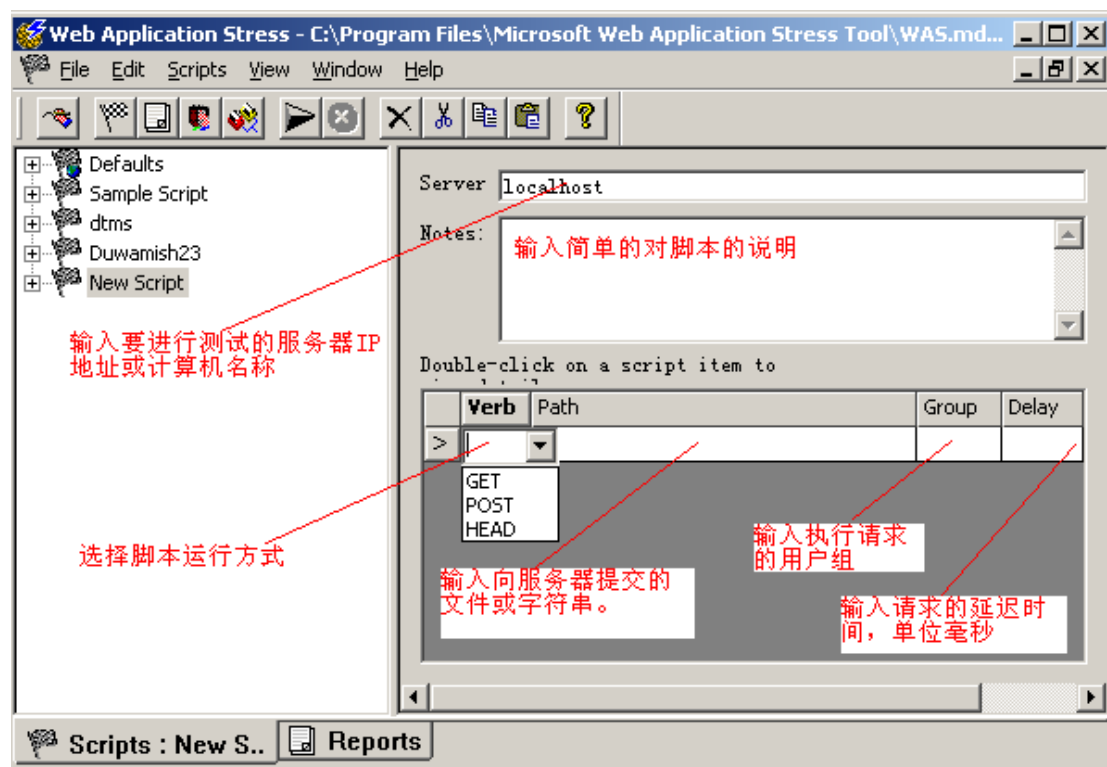 Web Application Stress - C:\Program Files\Microsoft Web Application Stress Tool\WAS.md...
File Edit Scripts View Window Help
Defaults
Sample Script
dtms
Duwamish23
New Script
Server localhost
Notes:
输入简单的对脚本的说明
输入要进行测试的服务器IP
地址或计算机名称
Double-click on a script item to
Verb Path Group Delay
>
GET
POST
HEAD
选择脚本运行方式
输入向服务器提交的
文件或字符串。
输入执行请求
的用户组
输入请求的延迟时
间，单位毫秒
Scripts : New S.. Reports